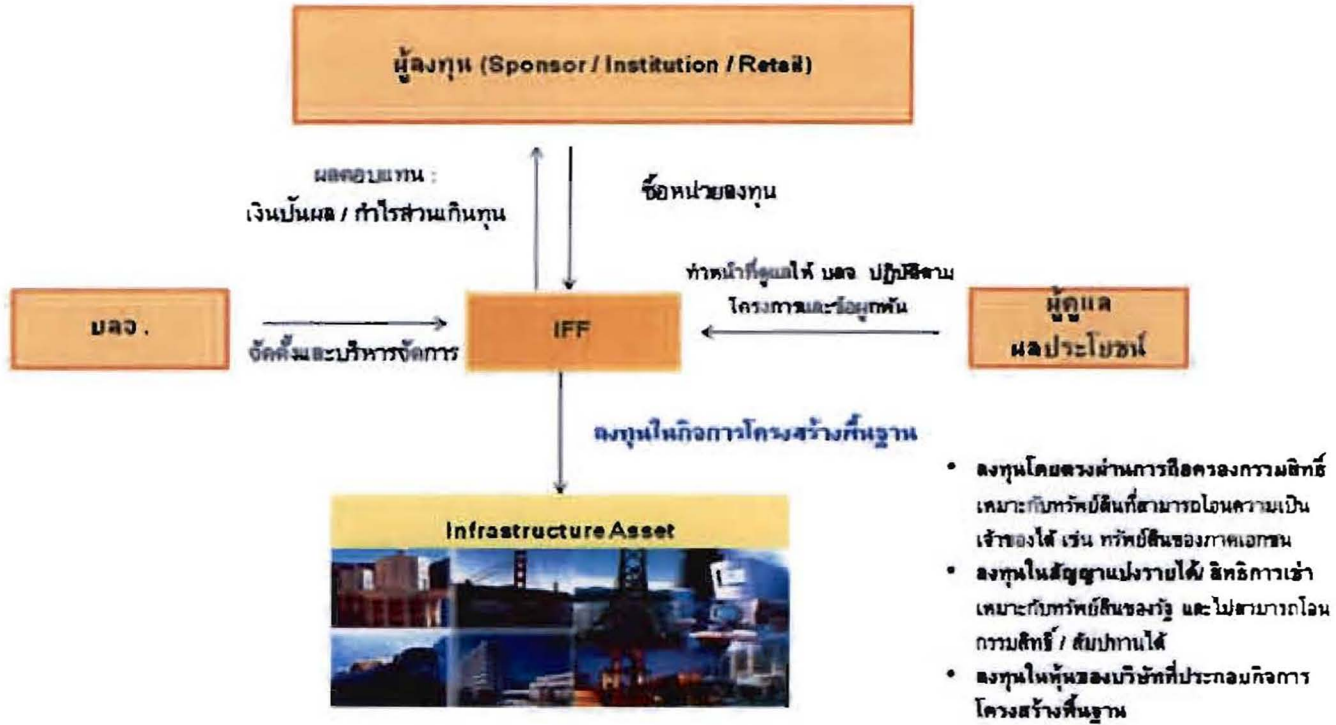 ผู้ลงทุน (Sponsor / Institution / Retail)
ผลตอบแทน :
เงินปันผล / กำไรส่วนเกินทุน
ซื้อหน่วยลงทุน
ทำหน้าที่ดูแลให้ บลจ ปฏิบัติตาม
โครงการและข้อผูกพัน
บลจ .
จัดตั้งและบริหารจัดการ
IFF
ผู้ดูแล
ผลประโยชน์
ลงทุนในกิจการโครงสร้างพื้นฐาน
Infrastructure Asset
• ลงทุนโดยตรงผ่านการถือครองกรรมสิทธิ์
เหมาะกับทรัพย์สินที่สามารถโอนความเป็น
เจ้าของได้ เช่น ทรัพย์สินของภาคเอกชน
• ลงทุนในสัญญาแบ่งรายได้/ สิทธิการเช่า
เหมาะกับทรัพย์สินของรัฐ และไม่สามารถโอน
กรรมสิทธิ์ / สัมปทานได้
• ลงทุนในหุ้นของบริษัทที่ประกอบกิจการ
โครงสร้างพื้นฐาน